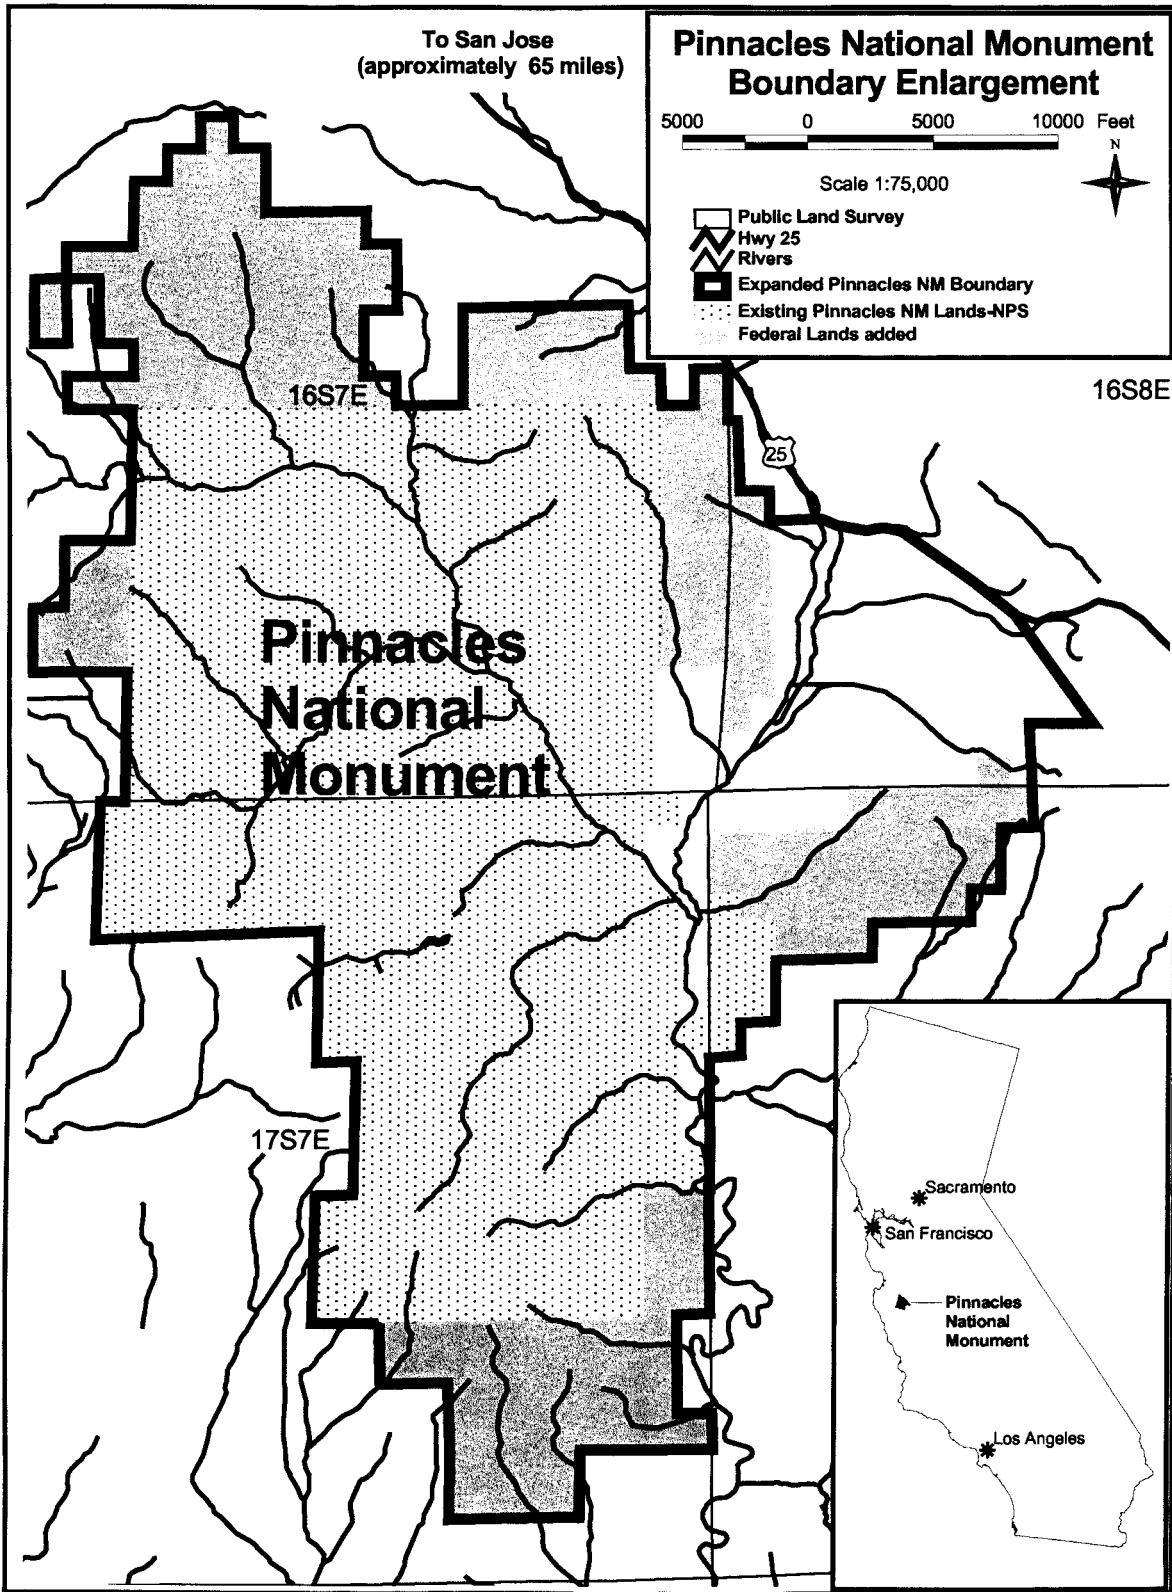 To San Jose
(approximately 65 miles)
Pinnacles National Monument
Boundary Enlargement
5000 0 5000 10000 Feet
N
Scale 1:75,000
Public Land Survey
Hwy 25
Rivers
Expanded Pinnacles NM Boundary
Existing Pinnacles NM Lands-NPS
Federal Lands added
16S7E
16S8E
25
Pinnacles
National
Monument
17S7E
Sacramento
San Francisco
Pinnacles
National
Monument
Los Angeles